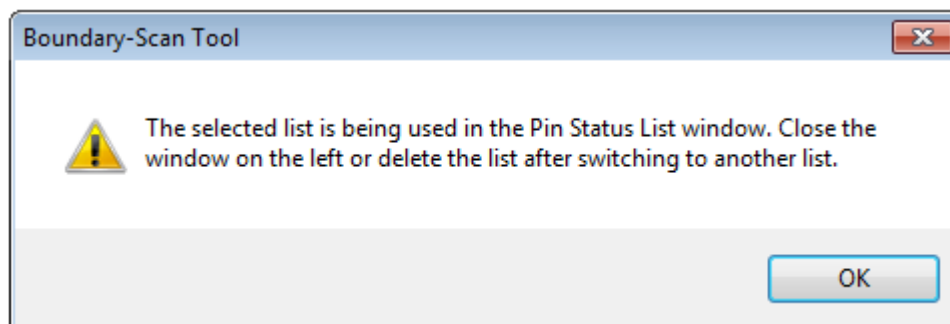 Boundary-Scan Tool
The selected list is being used in the Pin Status List window. Close the
window on the left or delete the list after switching to another list.
OK